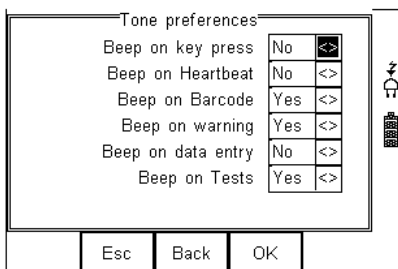 Tone preferences
Beep on key press No <>
Beep on Heartbeat No <>
Beep on Barcode Yes <>
Beep on warning Yes <>
Beep on data entry No <>
Beep on Tests Yes <>
Esc Back OK